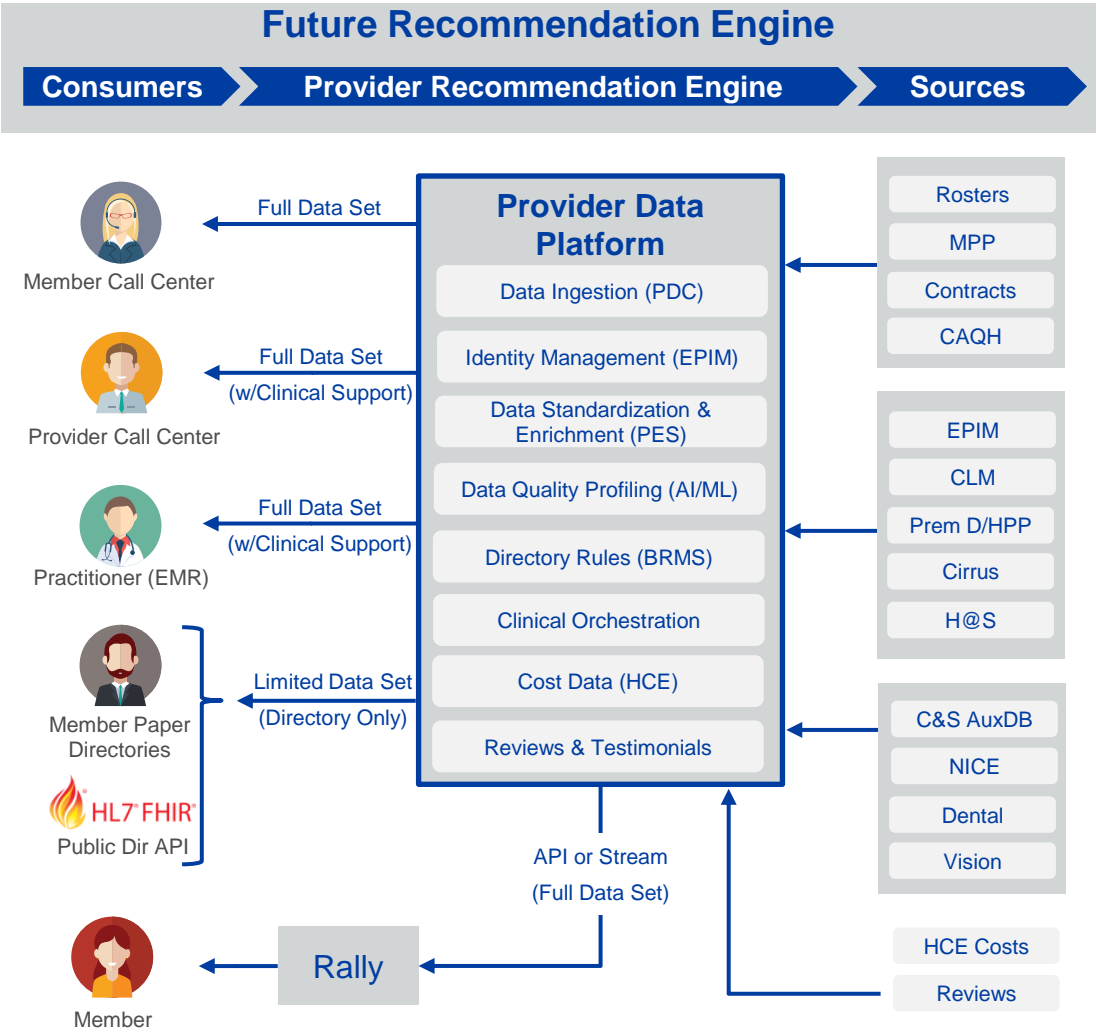 Future Recommendation Engine
Consumers
Provider Recommendation Engine
Sources
Member Call Center
Full Data Set
Provider Call Center
Full Data Set
(w/Clinical Support)
Practitioner (EMR)
Full Data Set
(w/Clinical Support)
Member Paper
Directories
HL7® FHIR®
Public Dir API
Limited Data Set
(Directory Only)
Provider Data
Platform
Data Ingestion (PDC)
Identity Management (EPIM)
Data Standardization &
Enrichment (PES)
Data Quality Profiling (AI/ML)
Directory Rules (BRMS)
Clinical Orchestration
Cost Data (HCE)
Reviews & Testimonials
Rosters
MPP
Contracts
CAQH
EPIM
CLM
Prem D/HPP
Cirrus
H@S
C&S AuxDB
NICE
Dental
Vision
HCE Costs
Reviews
API or Stream
(Full Data Set)
Rally
Member